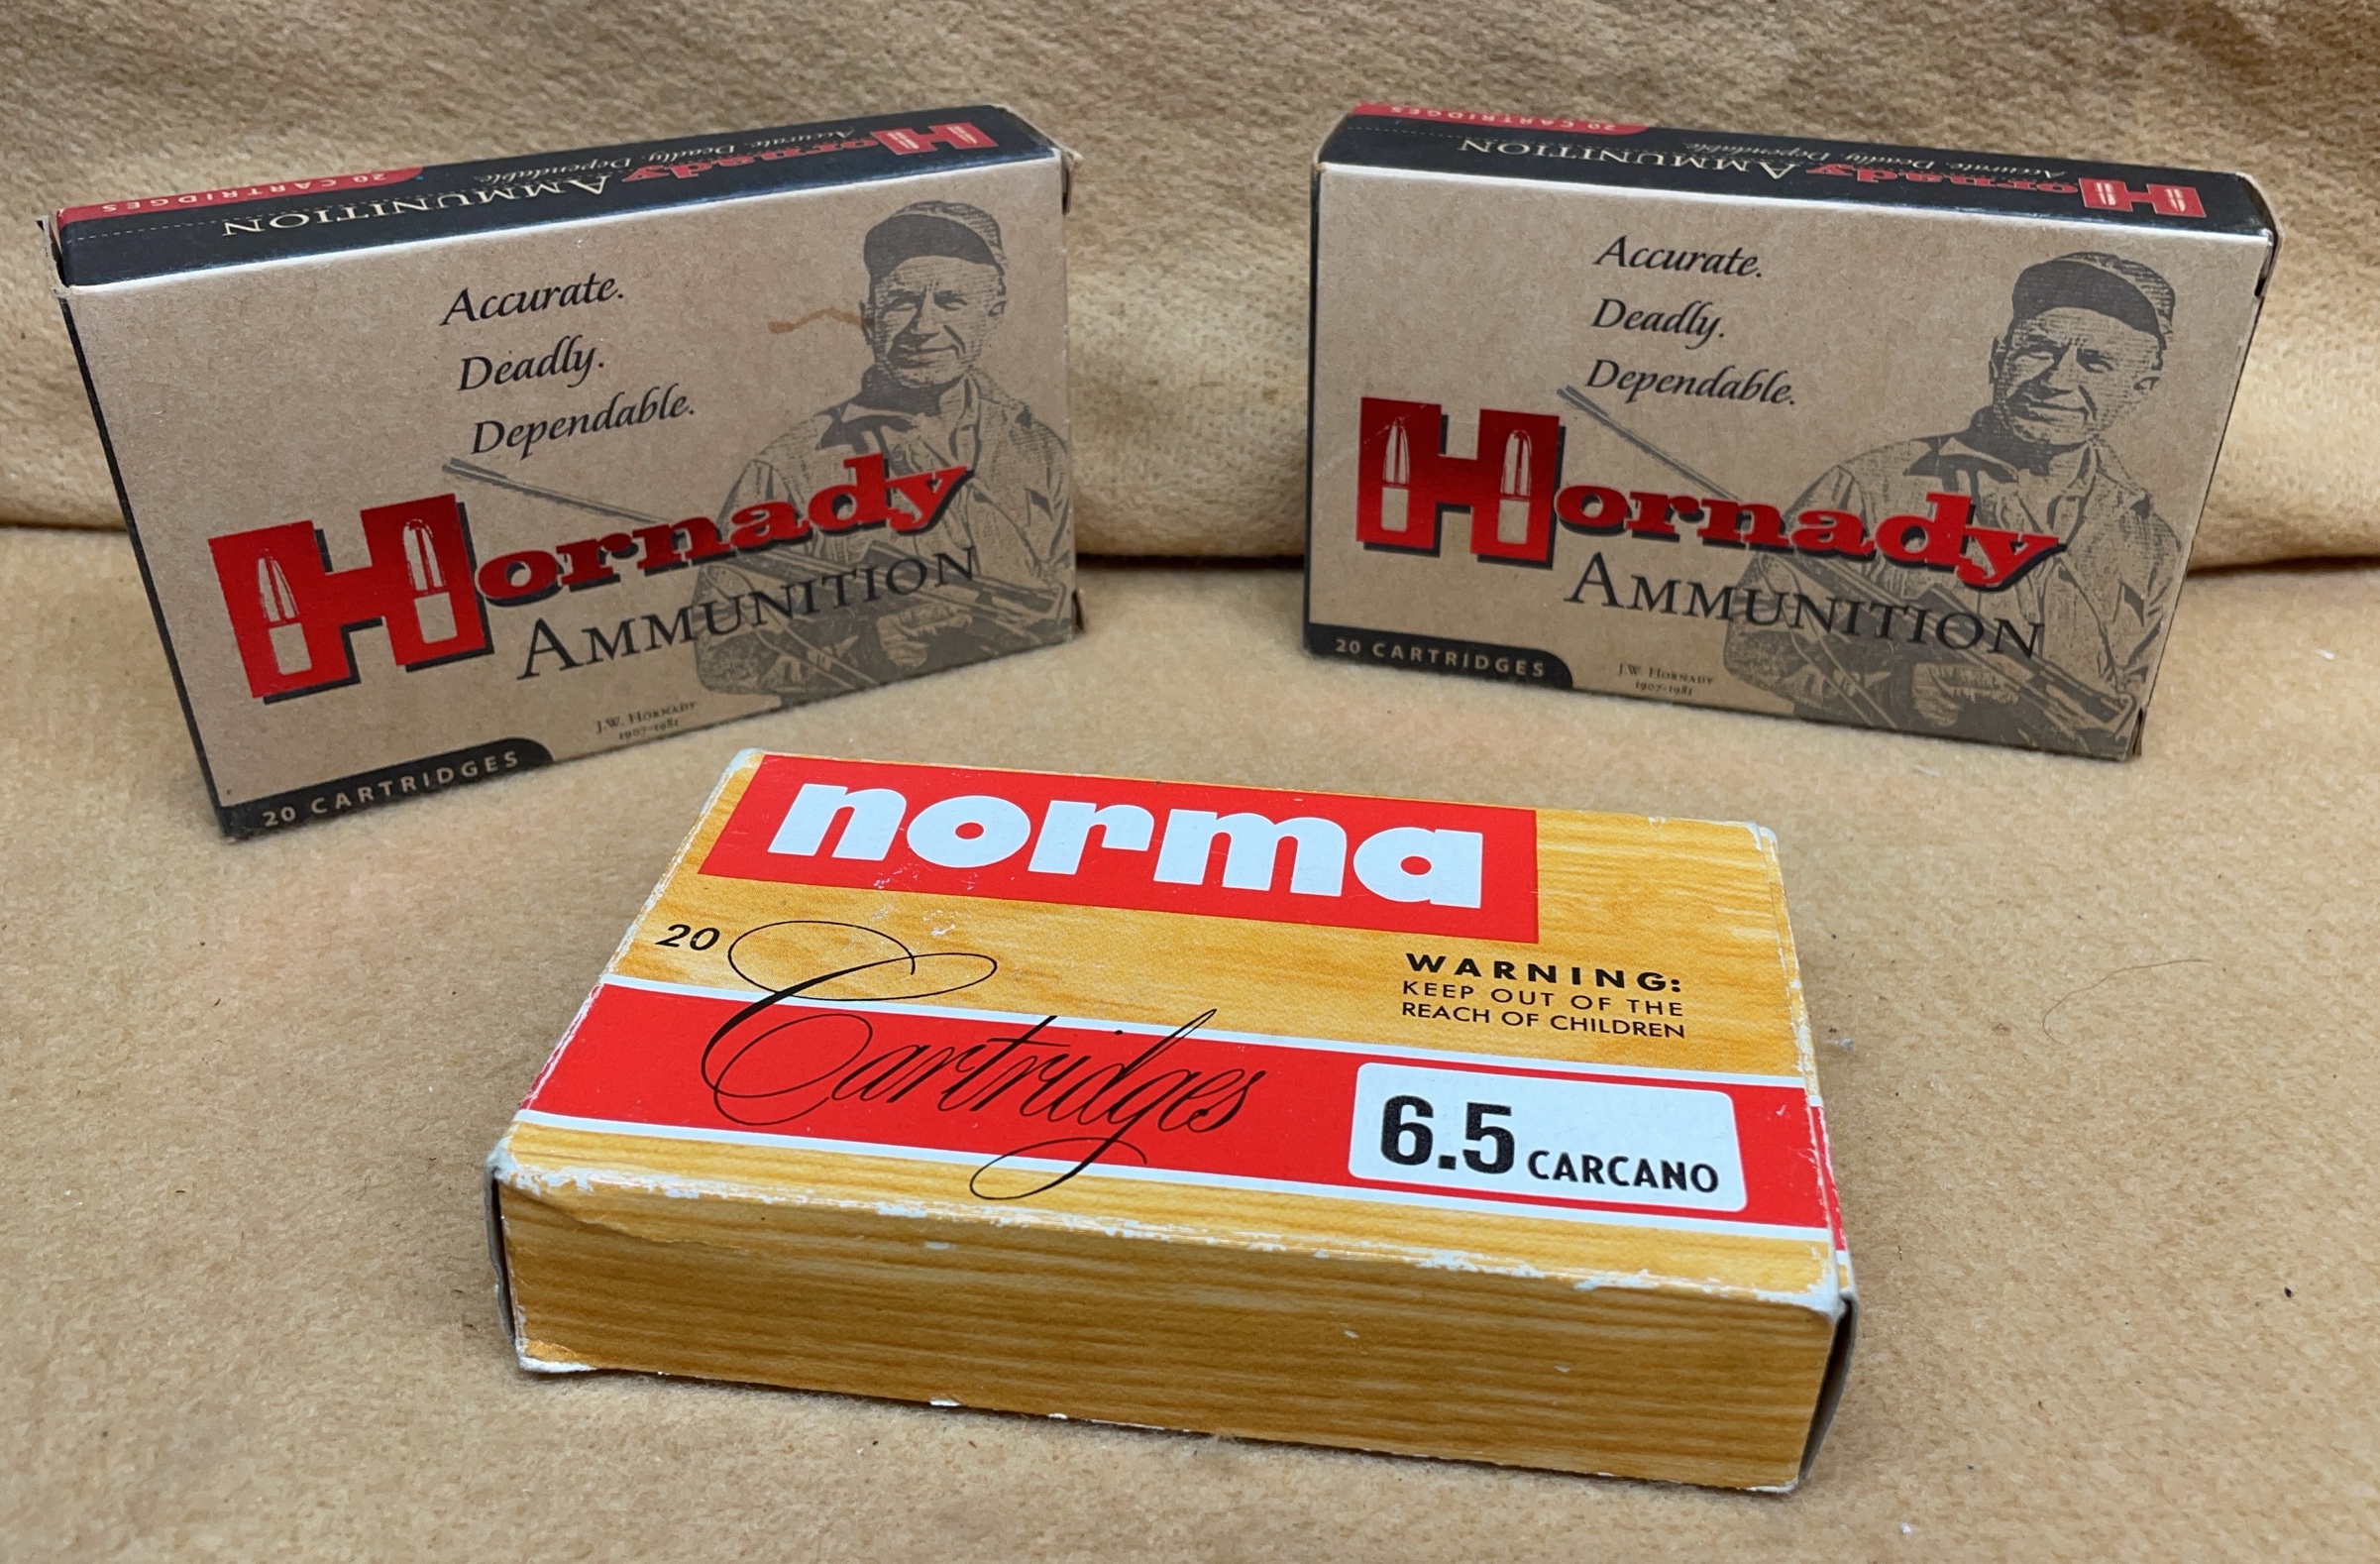 20 CARTRIDGES
Hornady AMMUNITION
Accurate. Deadly. Dependable.
Accurate.
Deadly.
Dependable.
Hornady
AMMUNITION
J.W. HORNADY
1907-1981
20 CARTRIDGES
20 CARTRIDGES
Hornady AMMUNITION
Accurate. Deadly. Dependable.
Accurate.
Deadly.
Dependable.
Hornady
AMMUNITION
20 CARTRIDGES
J.W. HORNADY
1907-1981
norma
20 Cartridges
WARNING:
KEEP OUT OF THE
REACH OF CHILDREN
6.5 CARCANO